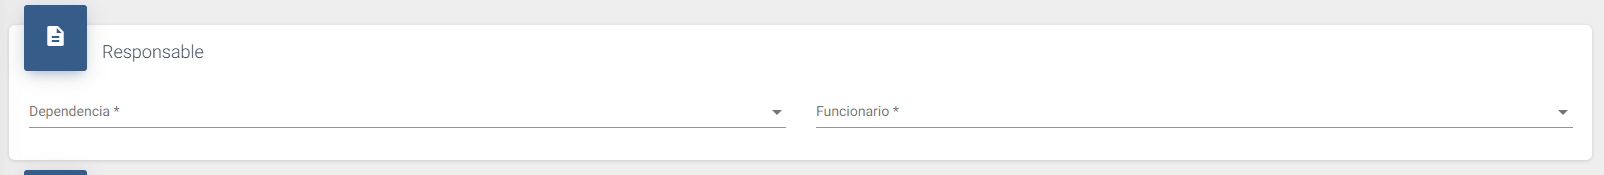 Responsable
Dependencia *
Funcionario *